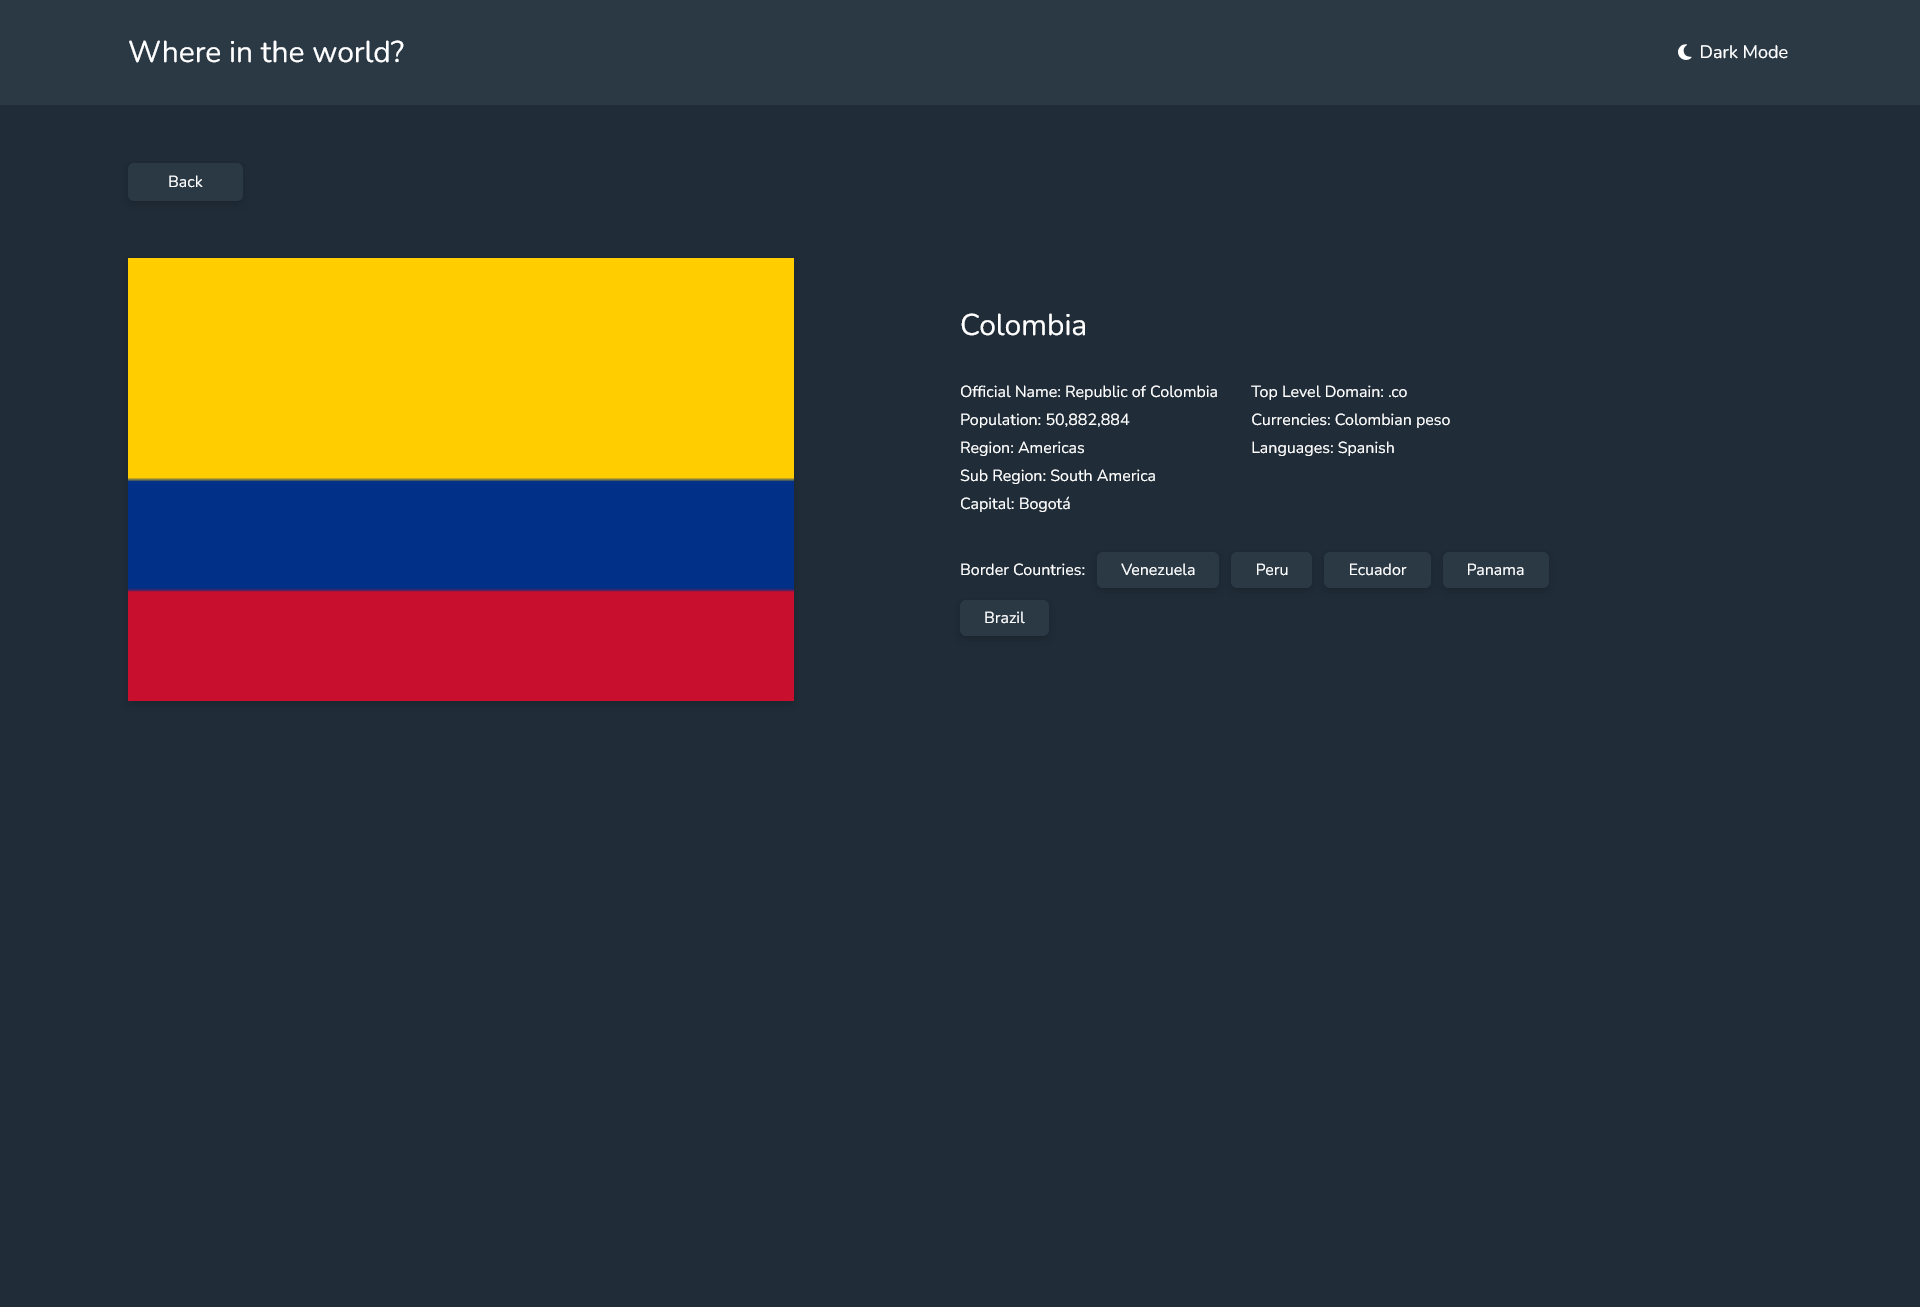 Where in the world?
Dark Mode
Back
Colombia
Official Name: Republic of Colombia
Population: 50,882,884
Region: Americas
Sub Region: South America
Capital: Bogotá
Top Level Domain: .co
Currencies: Colombian peso
Languages: Spanish
Border Countries: Venezuela Peru Ecuador Panama
Brazil